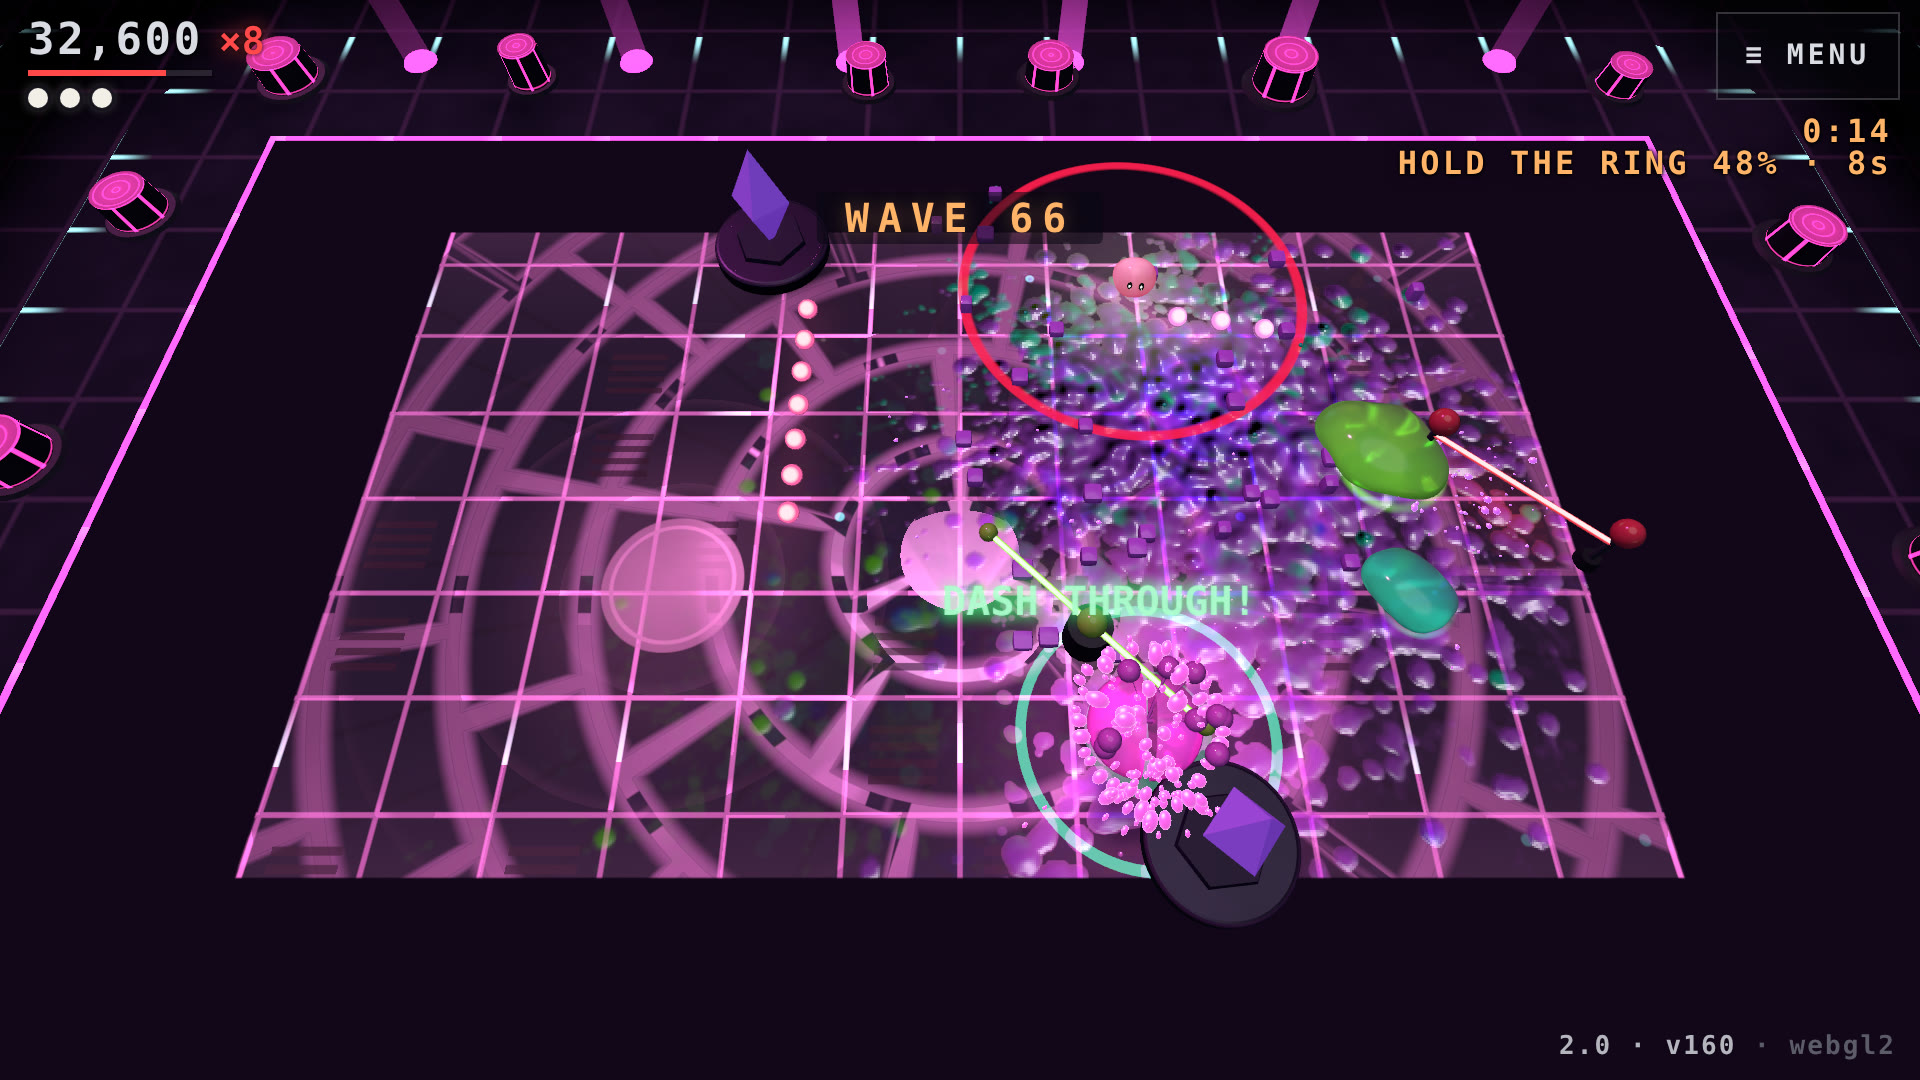 32,600 ×8
≡ MENU
0:14
HOLD THE RING 48% · 8s
WAVE 66
DASH THROUGH!
2.0 · v160 · webgl2